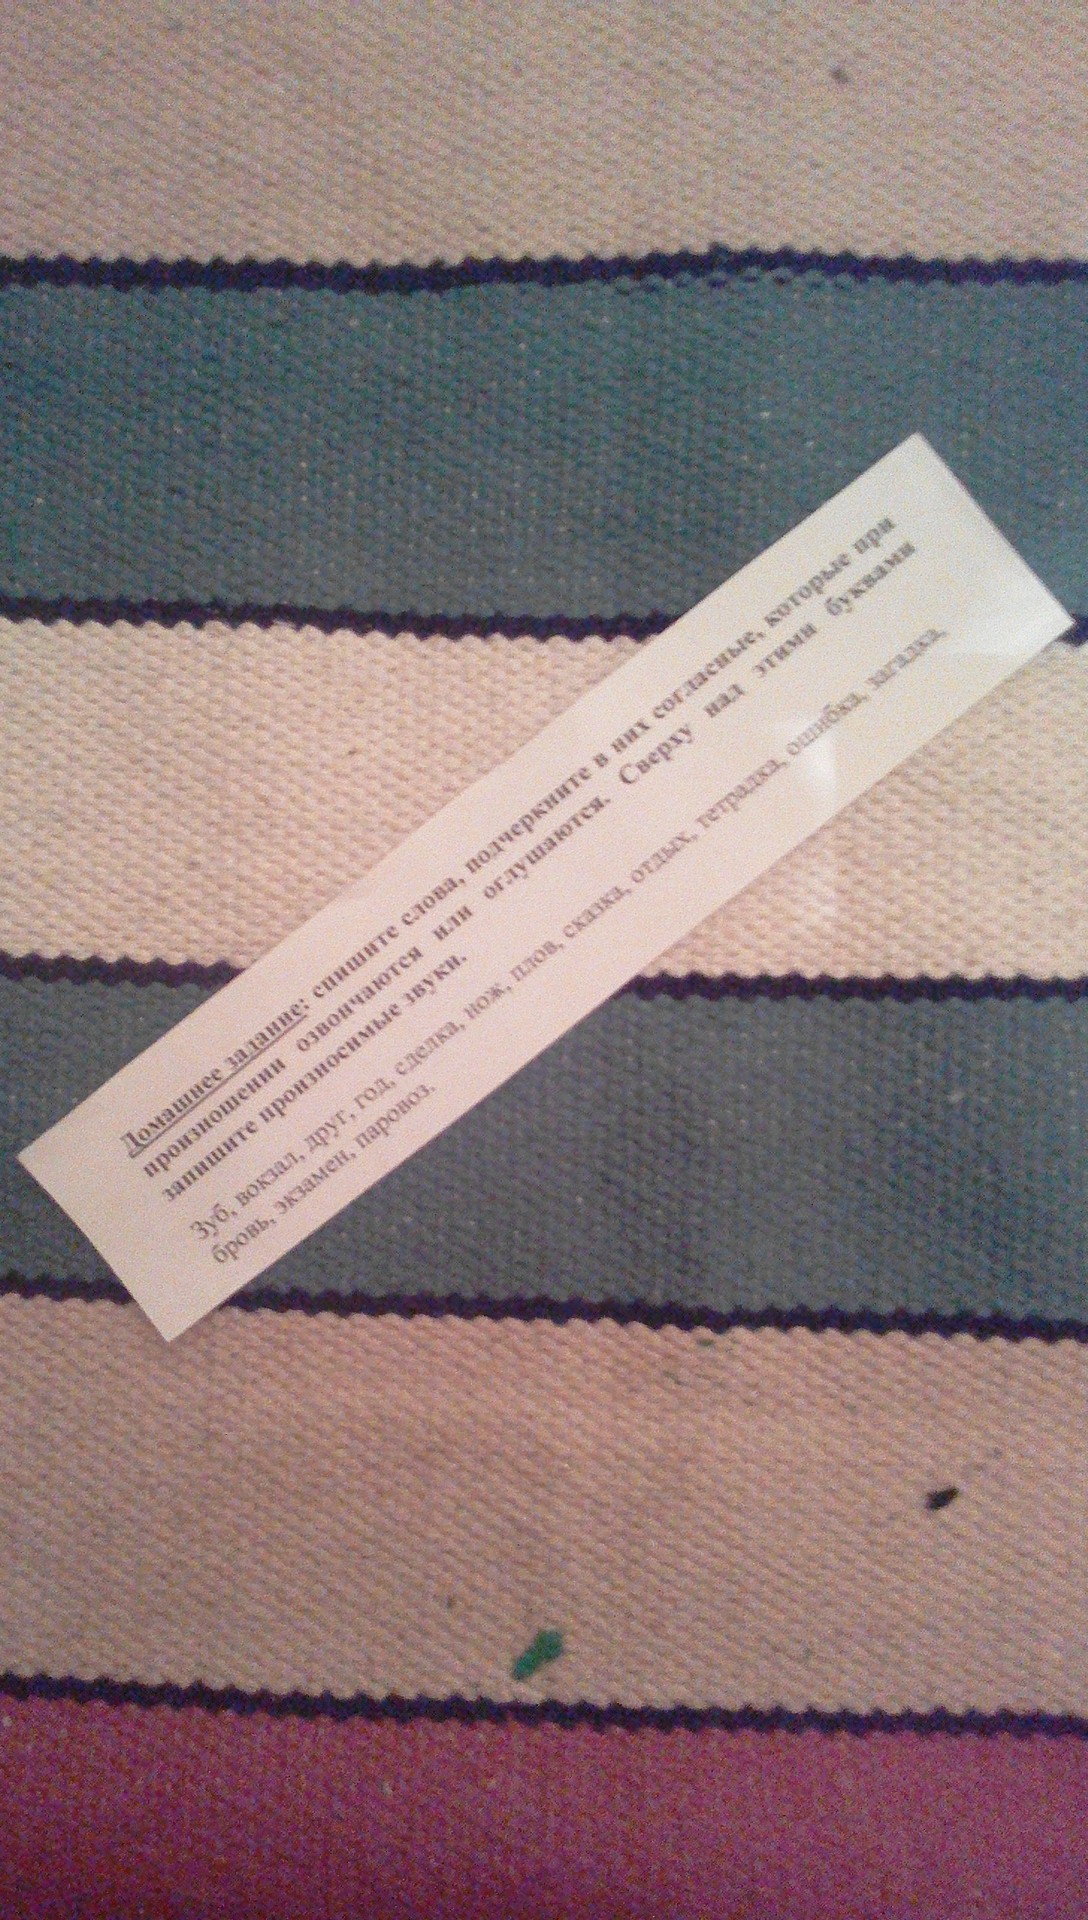 Домашнее задание: спишите слова, подчеркните в них согласные, которые при
произношении озвончаются или оглушаются. Сверху над этими буквами
запишите произносимые звуки.
Зуб, вокзал, друг, год, сделка, нож, плов, сказка, отдых, тетрадка, ошибка, загадка,
бровь, экзамен, паровоз.